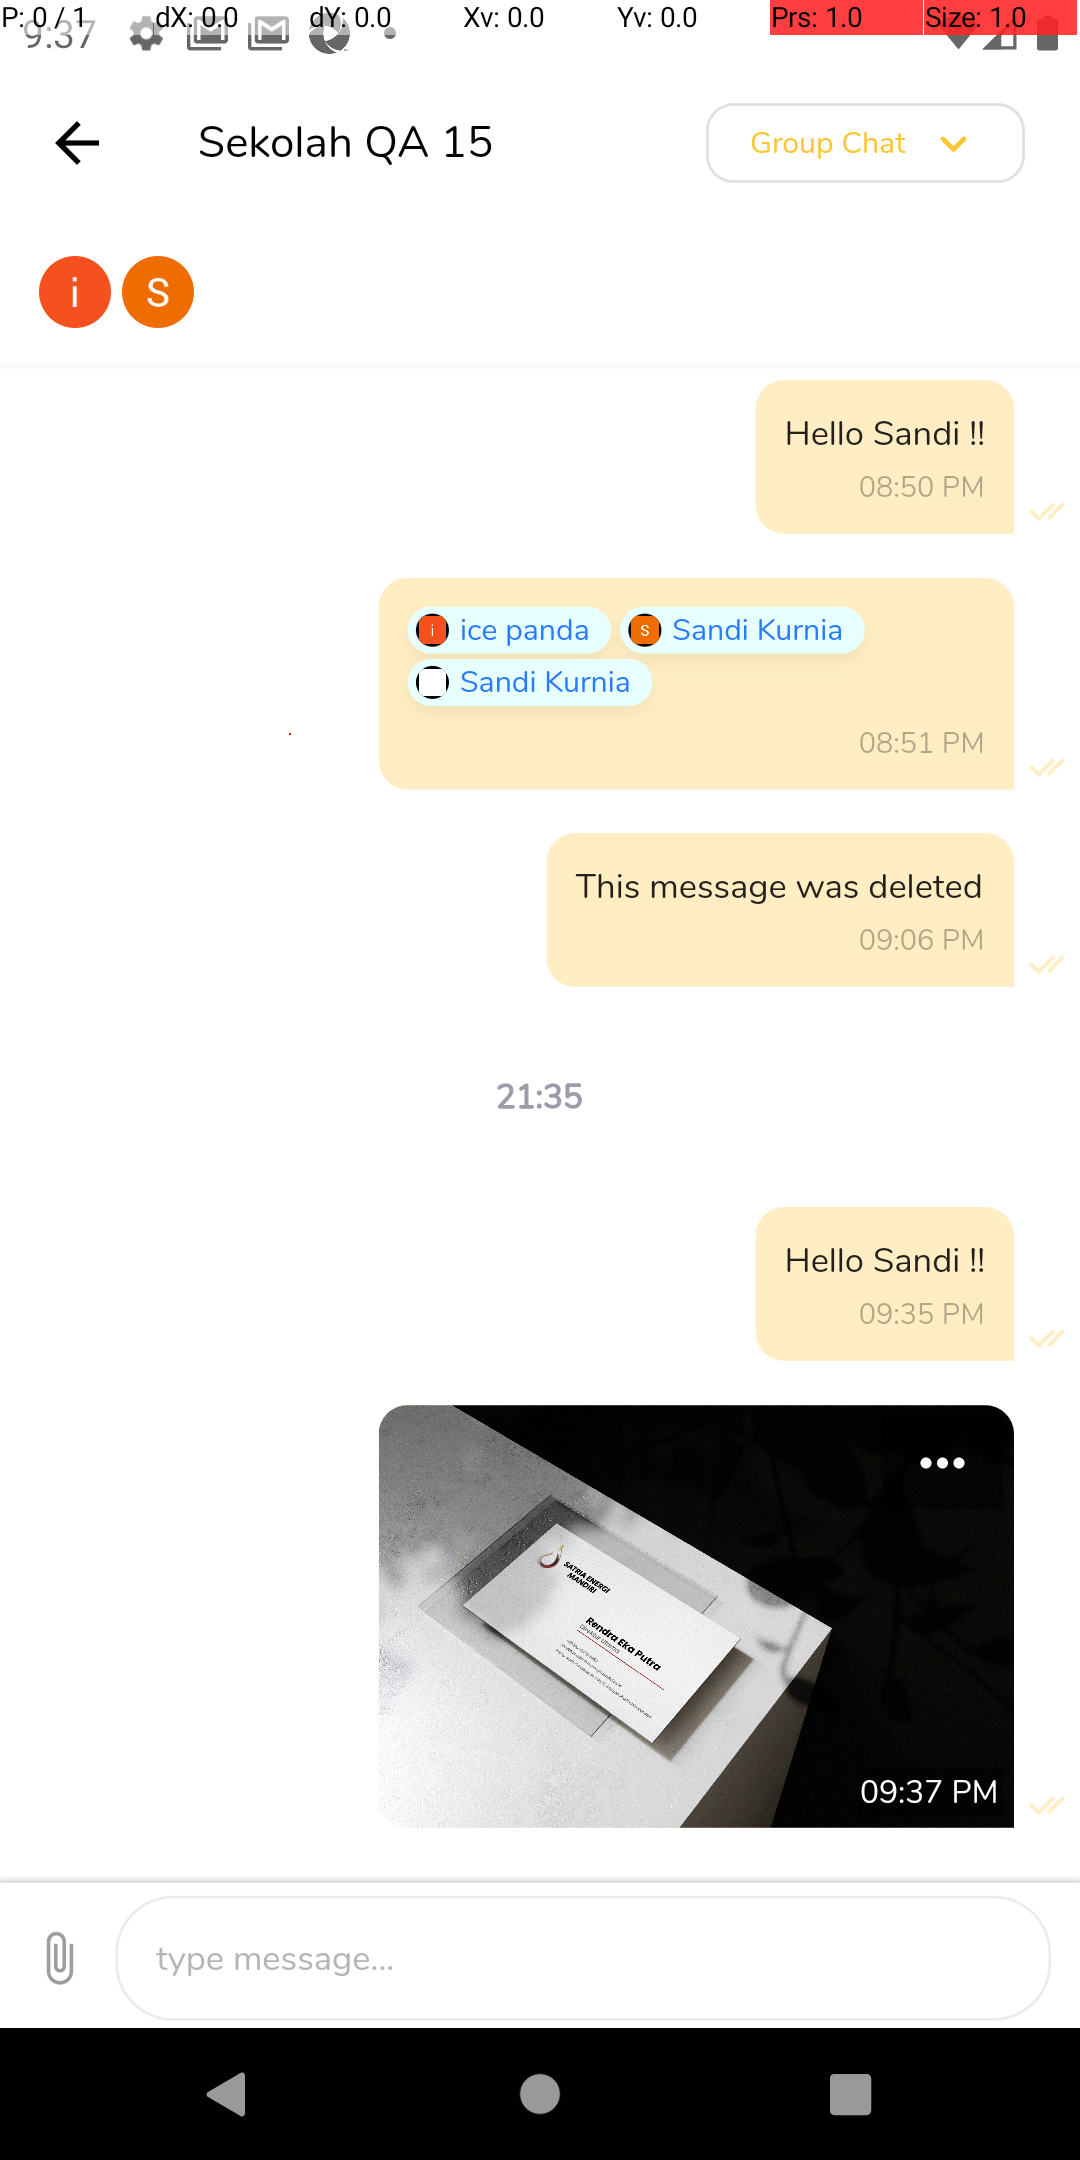 P: 0 / 1 dX: 0.0 dY: 0.0 Xv: 0.0 Yv: 0.0 Prs: 1.0 Size: 1.0
9:37
Sekolah QA 15
Group Chat
i S
Hello Sandi !!
08:50 PM
i ice panda S Sandi Kurnia
Sandi Kurnia
08:51 PM
This message was deleted
09:06 PM
21:35
Hello Sandi !!
09:35 PM
SATRIA ENERGI
MANDIRI
Rendra Eka Putra
Direktur Utama
09:37 PM
type message...